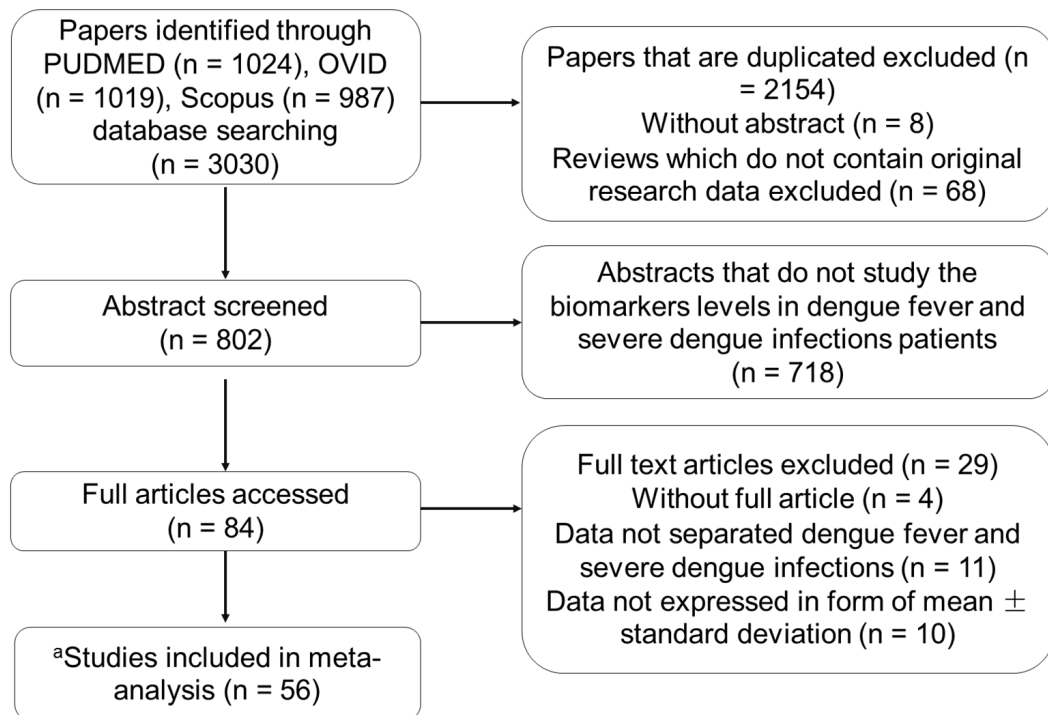 Papers identified through
PUDMED (n = 1024), OVID
(n = 1019), Scopus (n = 987)
database searching
(n = 3030)
Papers that are duplicated excluded (n
= 2154)
Without abstract (n = 8)
Reviews which do not contain original
research data excluded (n = 68)
Abstract screened
(n = 802)
Abstracts that do not study the
biomarkers levels in dengue fever and
severe dengue infections patients
(n = 718)
Full articles accessed
(n = 84)
Full text articles excluded (n = 29)
Without full article (n = 4)
Data not separated dengue fever and
severe dengue infections (n = 11)
Data not expressed in form of mean ±
standard deviation (n = 10)
ᵃStudies included in meta-
analysis (n = 56)